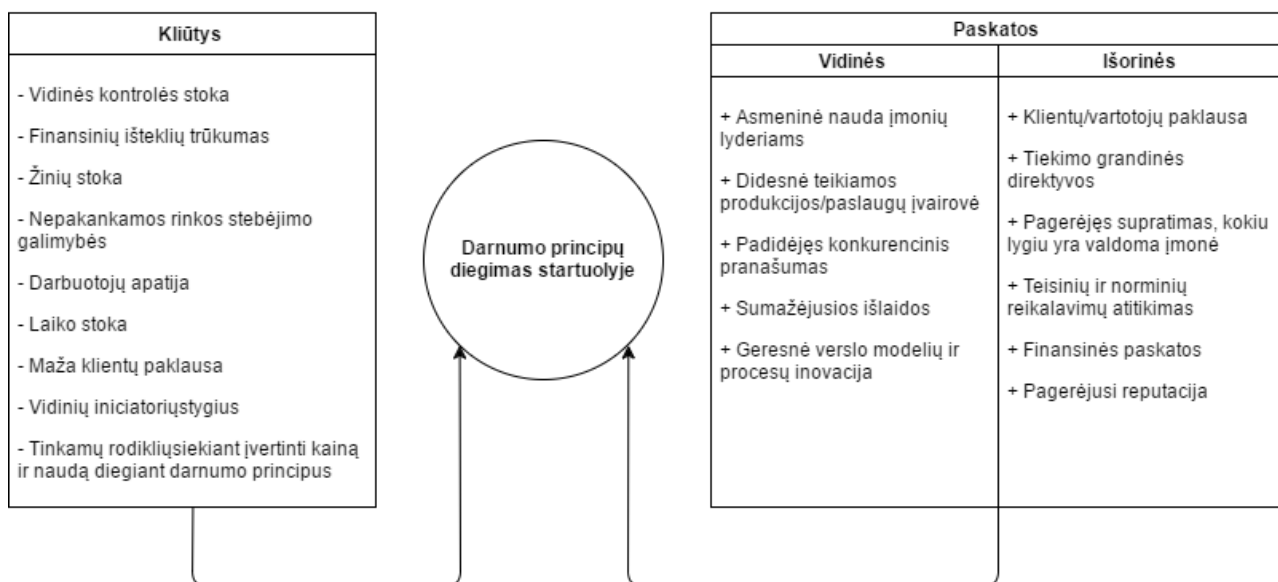 Kliūtys
- Vidinės kontrolės stoka
- Finansinių išteklių trūkumas
- Žinių stoka
- Nepakankamos rinkos stebėjimo
galimybės
- Darbuotojų apatija
- Laiko stoka
- Maža klientų paklausa
- Vidinių iniciatoriųstygius
- Tinkamų rodikliųsiekiant įvertinti kainą
ir naudą diegiant darnumo principus
Darnumo principų
diegimas startuolyje
Paskatos
Vidinės
+ Asmeninė nauda įmonių
lyderiams
+ Didesnė teikiamos
produkcijos/paslaugų įvairovė
+ Padidėjęs konkurencinis
pranašumas
+ Sumažėjusios išlaidos
+ Geresnė verslo modelių ir
procesų inovacija
Išorinės
+ Klientų/vartotojų paklausa
+ Tiekimo grandinės
direktyvos
+ Pagerėjęs supratimas, kokiu
lygiu yra valdoma įmonė
+ Teisinių ir norminių
reikalavimų atitikimas
+ Finansinės paskatos
+ Pagerėjusi reputacija